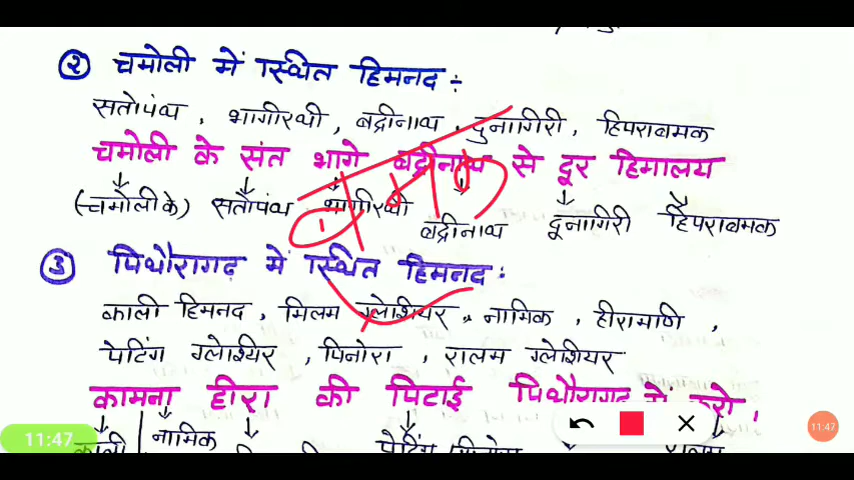 ② चमोली में स्थित हिमनद ÷
सतोपंथ , भागीरथी , बद्रीनाथ , दुनागिरी , हिपराबमक
चमोली के संत भागे बद्रीनाथ से दूर हिमालय
(चमोली के) सतोपंथ भागीरथी बद्रीनाथ दूनागिरी हिपराबमक
③ पिथौरागढ में स्थित हिमनद :
काली हिमनद , मिलम ग्लेशियर , नामिक , हीरामणि ,
पेटिंग ग्लेशियर , पिनोरा , रालम ग्लेशियर
कामना हीरा की पिटाई पिथौरागढ में करो ,
काली नामिक पेटिंग रालम
11:47
11:47